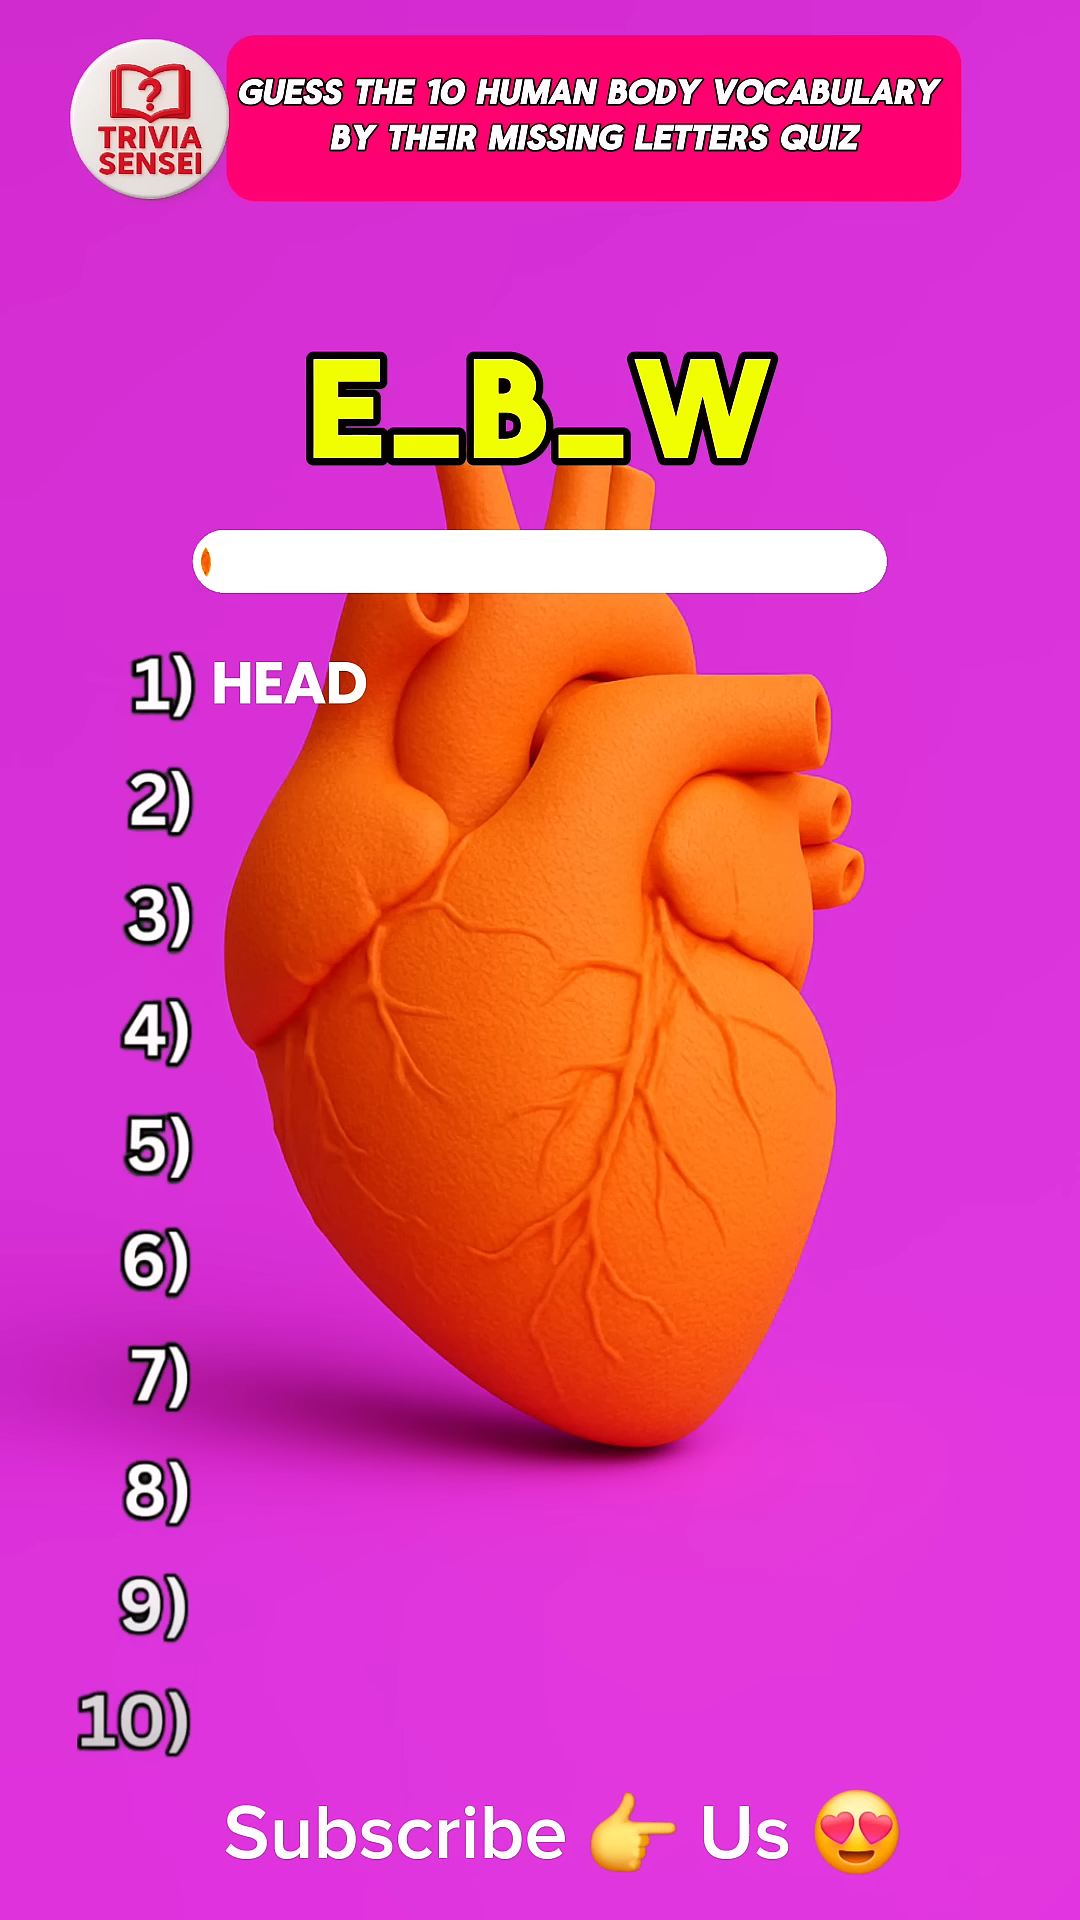 ?
TRIVIA
SENSEI
GUESS THE 10 HUMAN BODY VOCABULARY
BY THEIR MISSING LETTERS QUIZ
E_B_W
1) HEAD
2)
3)
4)
5)
6)
7)
8)
9)
10)
Subscribe 👉 Us 😍